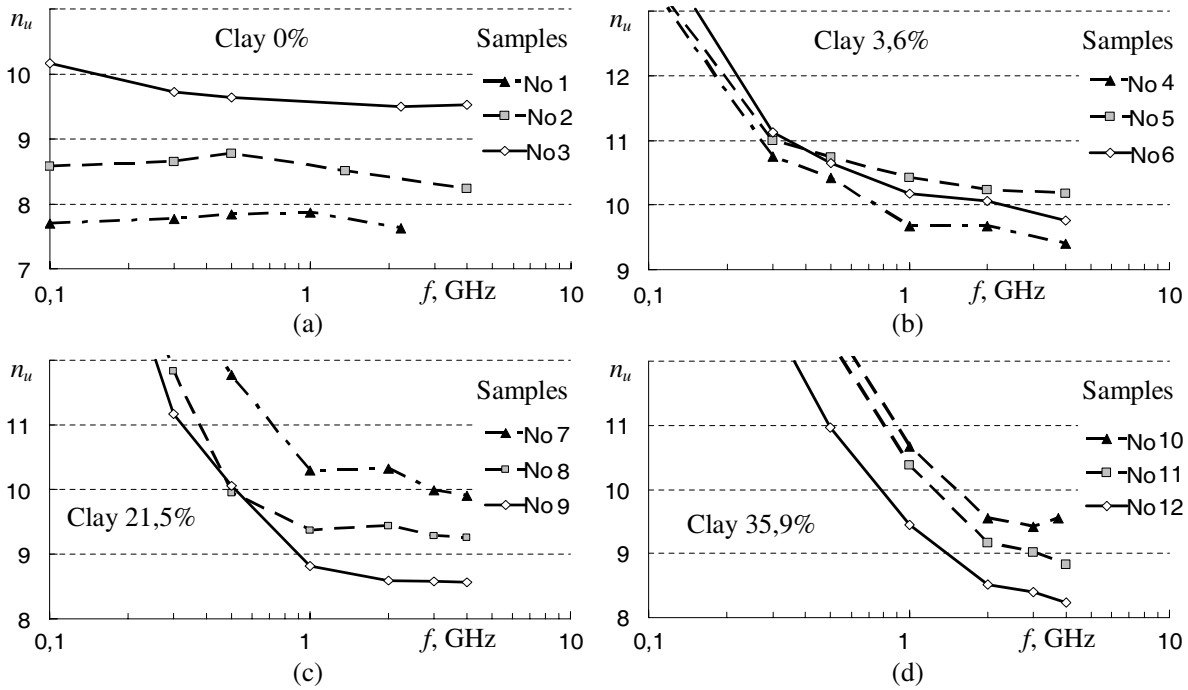 n_u
Clay 0%
Samples
No 1
No 2
No 3
10
9
8
7
0,1
1
f, GHz
10
(a)
n_u
Clay 3,6%
Samples
No 4
No 5
No 6
12
11
10
9
0,1
1
f, GHz
10
(b)
n_u
Samples
No 7
No 8
No 9
11
10
9
8
Clay 21,5%
0,1
1
f, GHz
10
(c)
n_u
Samples
No 10
No 11
No 12
11
10
9
8
Clay 35,9%
0,1
1
f, GHz
10
(d)